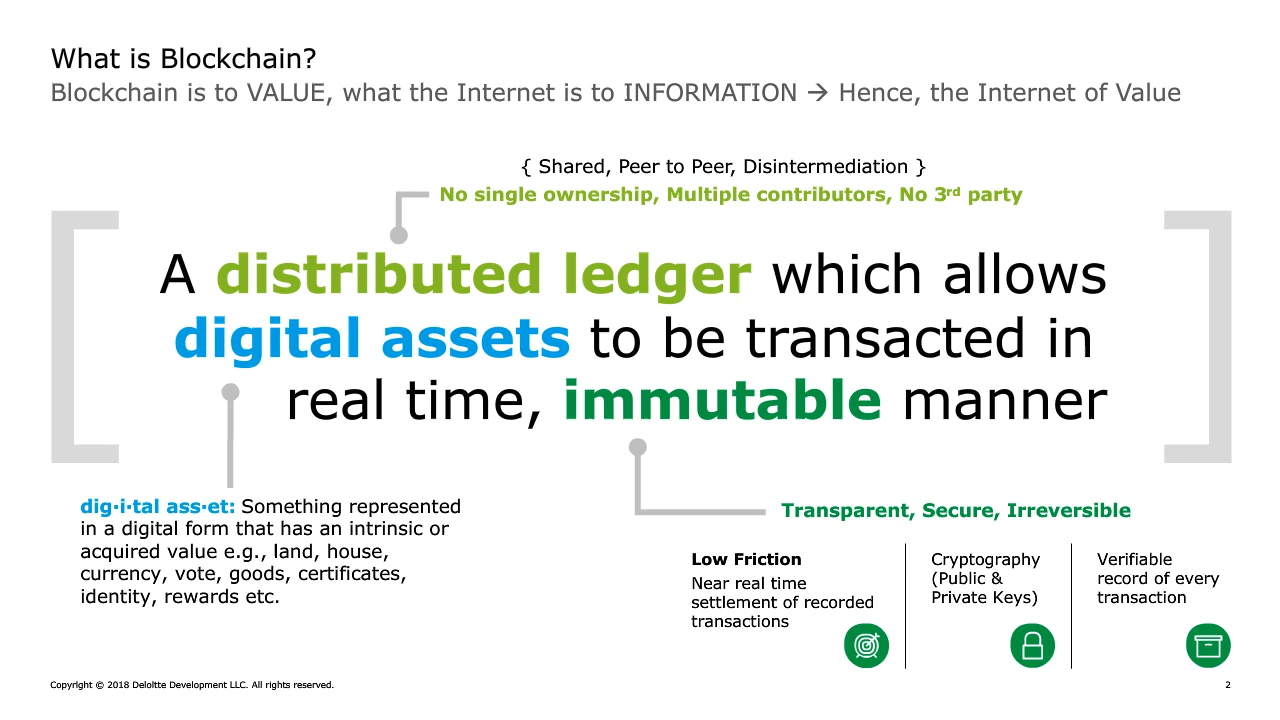 What is Blockchain?
Blockchain is to VALUE, what the Internet is to INFORMATION → Hence, the Internet of Value
{ Shared, Peer to Peer, Disintermediation }
No single ownership, Multiple contributors, No 3rd party
A distributed ledger which allows
digital assets to be transacted in
real time, immutable manner
dig·i·tal ass·et: Something represented
in a digital form that has an intrinsic or
acquired value e.g., land, house,
currency, vote, goods, certificates,
identity, rewards etc.
Transparent, Secure, Irreversible
Low Friction
Near real time
settlement of recorded
transactions
Cryptography
(Public &
Private Keys)
Verifiable
record of every
transaction
Copyright © 2018 Deloitte Development LLC. All rights reserved.
2